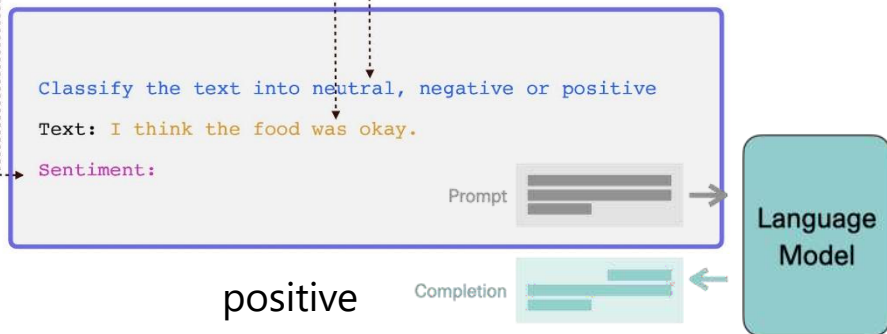 Classify the text into neutral, negative or positive
Text: I think the food was okay.
Sentiment:
Prompt
Language
Model
positive
Completion